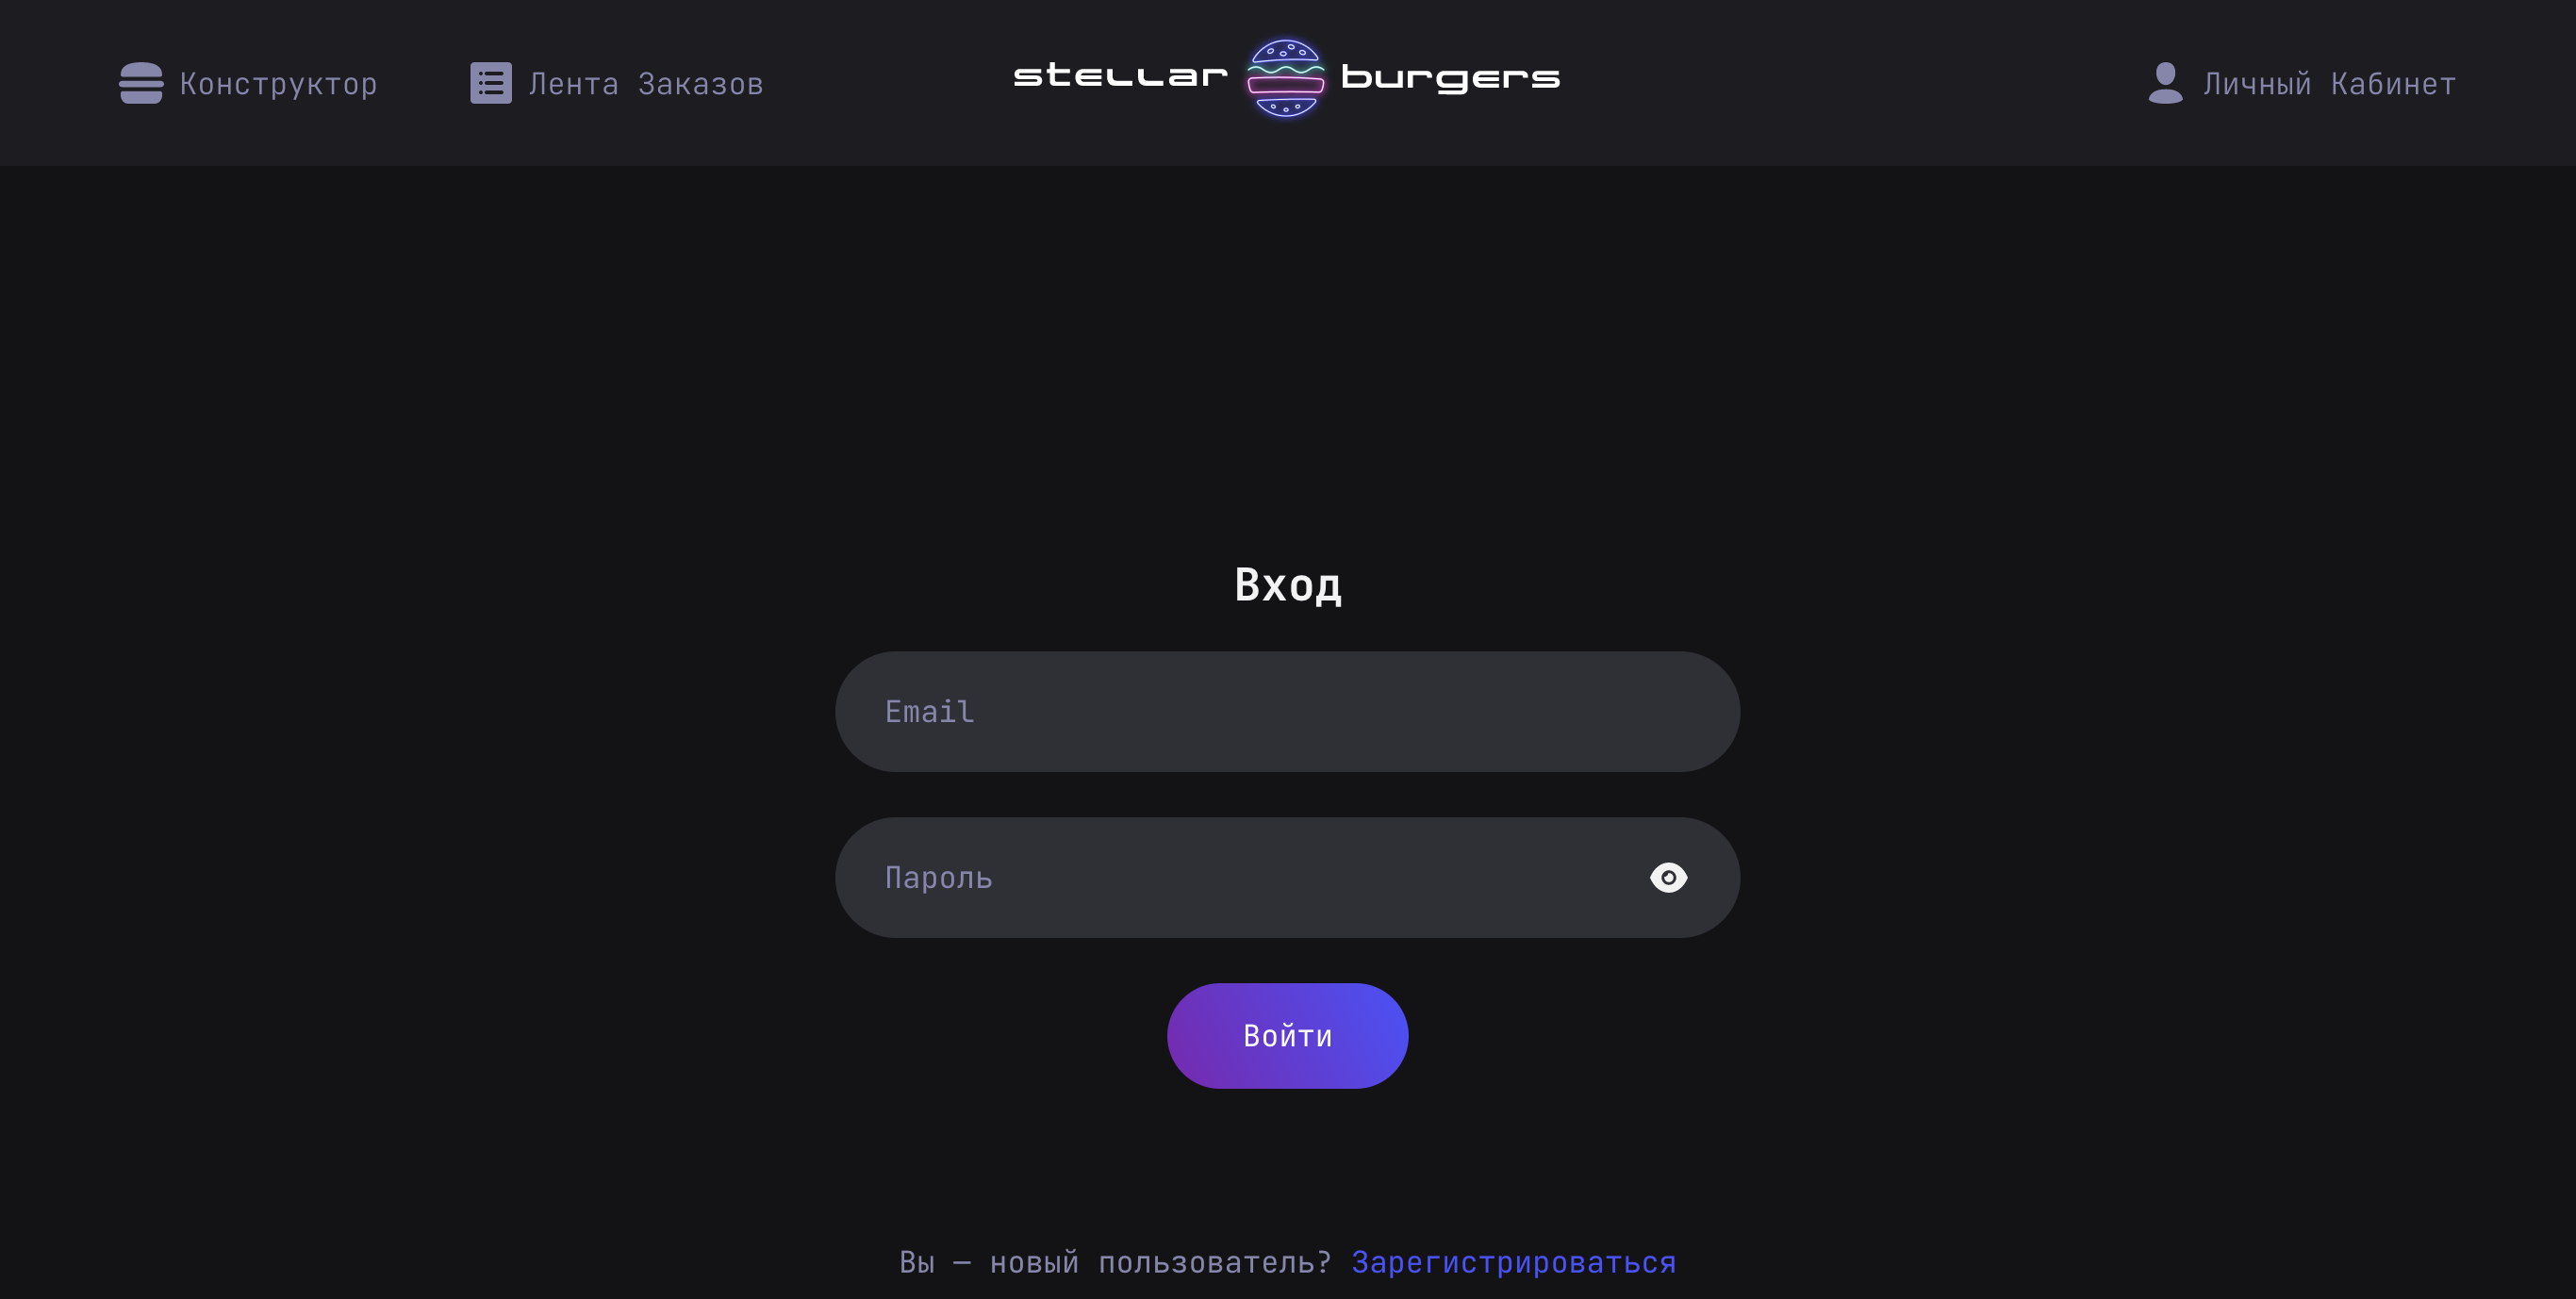 Конструктор
Лента Заказов
stellar burgers
Личный Кабинет
Вход
Email
Пароль
Войти
Вы — новый пользователь? Зарегистрироваться